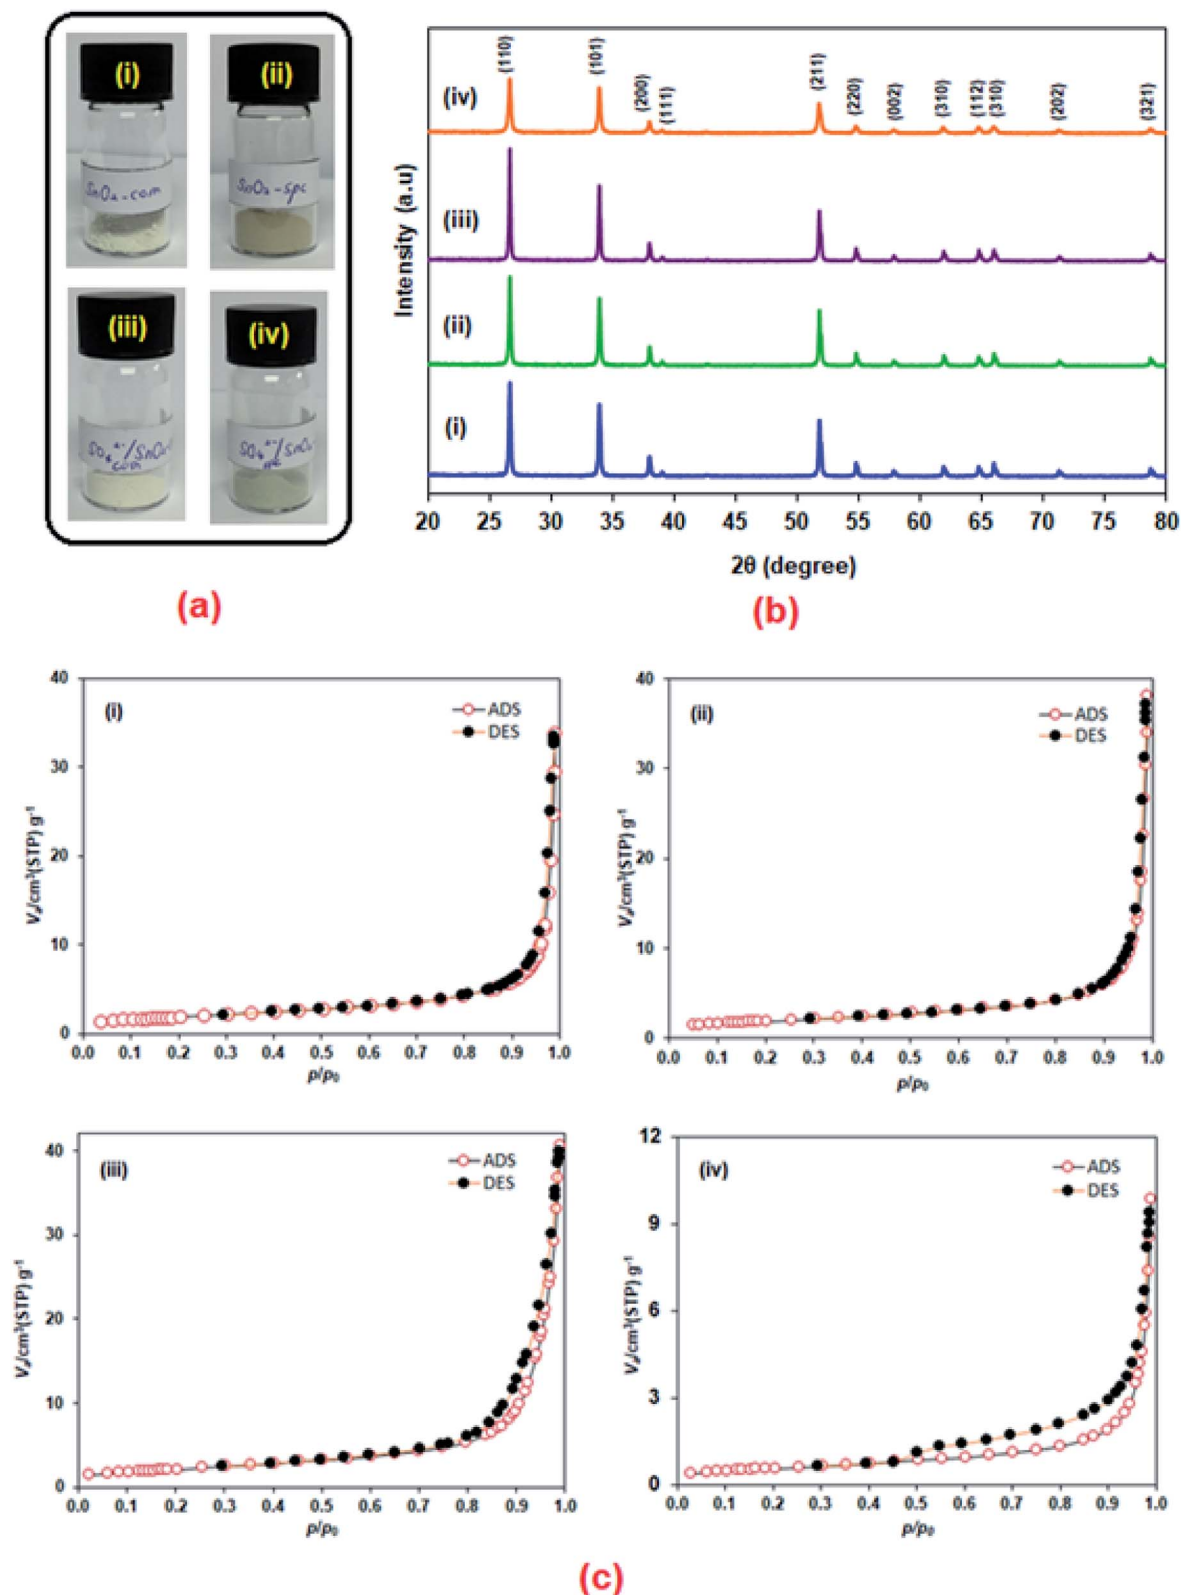 (i)
(ii)
SnO₂-com
SnO₂-spc
(iii)
(iv)
SO₄²⁻/SnO₂-
com
SO₄²⁻/SnO₂-
(a)
(110)
(101)
(200)
(111)
(211)
(220)
(002)
(310)
(112)
(310)
(202)
(321)
(iv)
(iii)
(ii)
(i)
Intensity (a.u)
20 25 30 35 40 45 50 55 60 65 70 75 80
2θ (degree)
(b)
(i)
ADS
DES
40
30
20
10
0
Vₐ/cm³(STP) g⁻¹
0.0 0.1 0.2 0.3 0.4 0.5 0.6 0.7 0.8 0.9 1.0
p/p₀
(ii)
ADS
DES
40
30
20
10
0
Vₐ/cm³(STP) g⁻¹
0.0 0.1 0.2 0.3 0.4 0.5 0.6 0.7 0.8 0.9 1.0
p/p₀
(iii)
ADS
DES
40
30
20
10
0
Vₐ/cm³(STP) g⁻¹
0.0 0.1 0.2 0.3 0.4 0.5 0.6 0.7 0.8 0.9 1.0
p/p₀
(iv)
ADS
DES
12
9
6
3
0
Vₐ/cm³(STP) g⁻¹
0.0 0.1 0.2 0.3 0.4 0.5 0.6 0.7 0.8 0.9 1.0
p/p₀
(c)